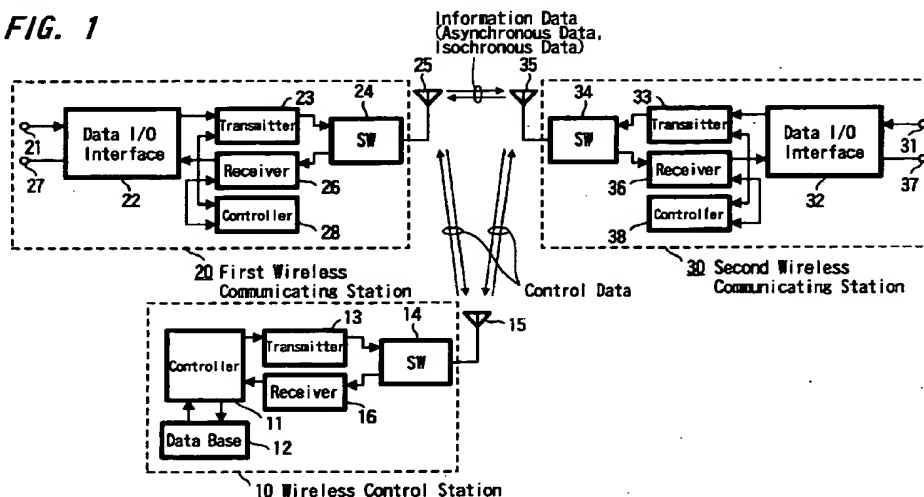 FIG. 1
Information Data
(Asynchronous Data,
Isochronous Data)
25
35
24
34
23
33
Transmitter
Transmitter
21
Data I/O
Interface
SW
SW
Data I/O
Interface
31
27
22
Receiver
26
36
Receiver
32
37
Controller
28
38
Controller
20 First Wireless
Communicating Station
Control Data
30 Second Wireless
Communicating Station
13
14
15
Controller
Transmitter
SW
Receiver
11
16
Data Base
12
10 Wireless Control Station